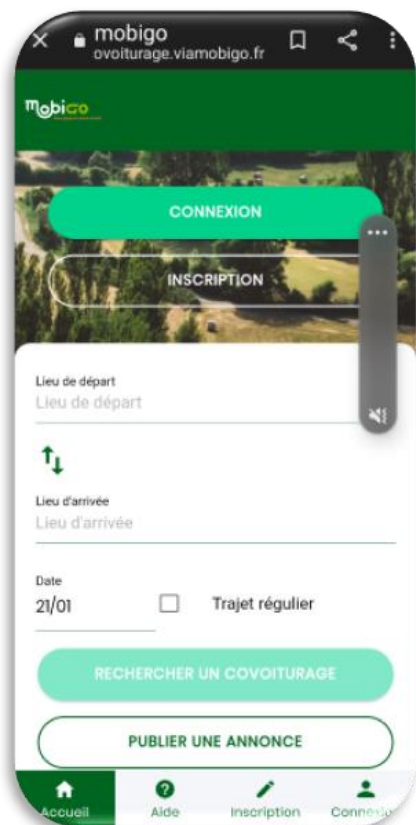 mobigo
ovoiturage.viamobigo.fr
mobigo
CONNEXION
INSCRIPTION
Lieu de départ
Lieu de départ
Lieu d'arrivée
Lieu d'arrivée
Date
21/01
Trajet régulier
RECHERCHER UN COVOITURAGE
PUBLIER UNE ANNONCE
Accueil Aide Inscription Connexio